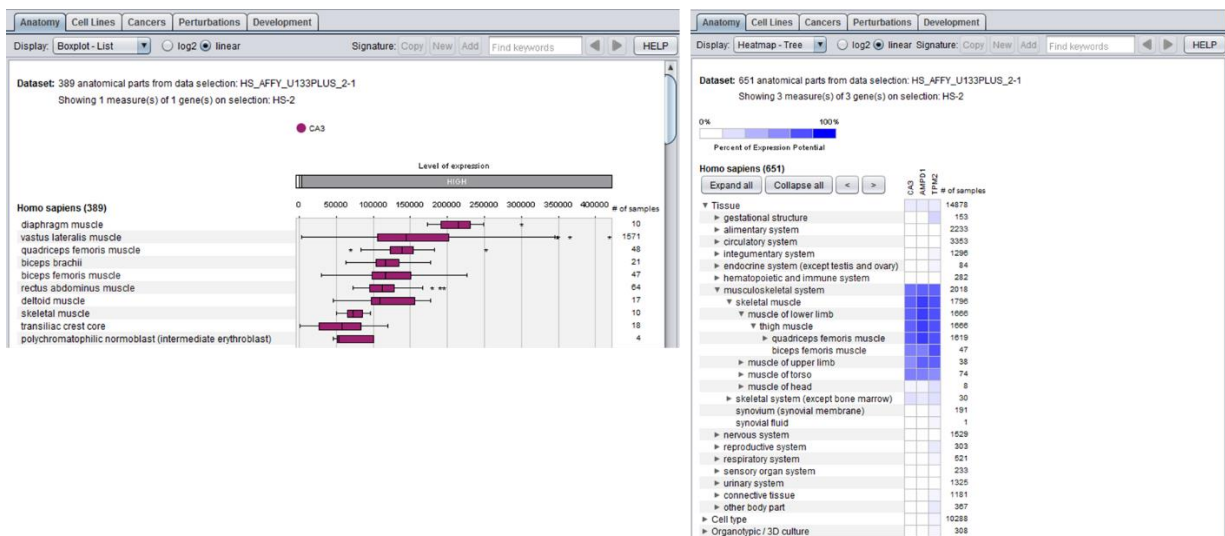 Anatomy Cell Lines Cancers Perturbations Development
Display: Boxplot - List log2 linear Signature: Copy New Add Find keywords HELP
Dataset: 389 anatomical parts from data selection: HS_AFFY_U133PLUS_2-1
Showing 1 measure(s) of 1 gene(s) on selection: HS-2
CA3
Level of expression
HIGH
Homo sapiens (389) 0 50000 100000 150000 200000 250000 300000 350000 400000 # of samples
diaphragm muscle 10
vastus lateralis muscle 1571
quadriceps femoris muscle 48
biceps brachii 21
biceps femoris muscle 47
rectus abdominus muscle 64
deltoid muscle 17
skeletal muscle 10
transiliac crest core 18
polychromatophilic normoblast (intermediate erythroblast) 4
Anatomy Cell Lines Cancers Perturbations Development
Display: Heatmap - Tree log2 linear Signature: Copy New Add Find keywords HELP
Dataset: 651 anatomical parts from data selection: HS_AFFY_U133PLUS_2-1
Showing 3 measure(s) of 3 gene(s) on selection: HS-2
0% 100%
Percent of Expression Potential
Homo sapiens (651)
Expand all Collapse all < > CA3 AMPD1 TPM2 # of samples
Tissue 14878
gestational structure 153
alimentary system 2233
circulatory system 3353
integumentary system 1296
endocrine system (except testis and ovary) 84
hematopoietic and immune system 282
musculoskeletal system 2018
skeletal muscle 1796
muscle of lower limb 1666
thigh muscle 1666
quadriceps femoris muscle 1619
biceps femoris muscle 47
muscle of upper limb 38
muscle of torso 74
muscle of head 8
skeletal system (except bone marrow) 30
synovium (synovial membrane) 191
synovial fluid 1
nervous system 1529
reproductive system 303
respiratory system 521
sensory organ system 233
urinary system 1325
connective tissue 1181
other body part 367
Cell type 10288
Organotypic / 3D culture 308